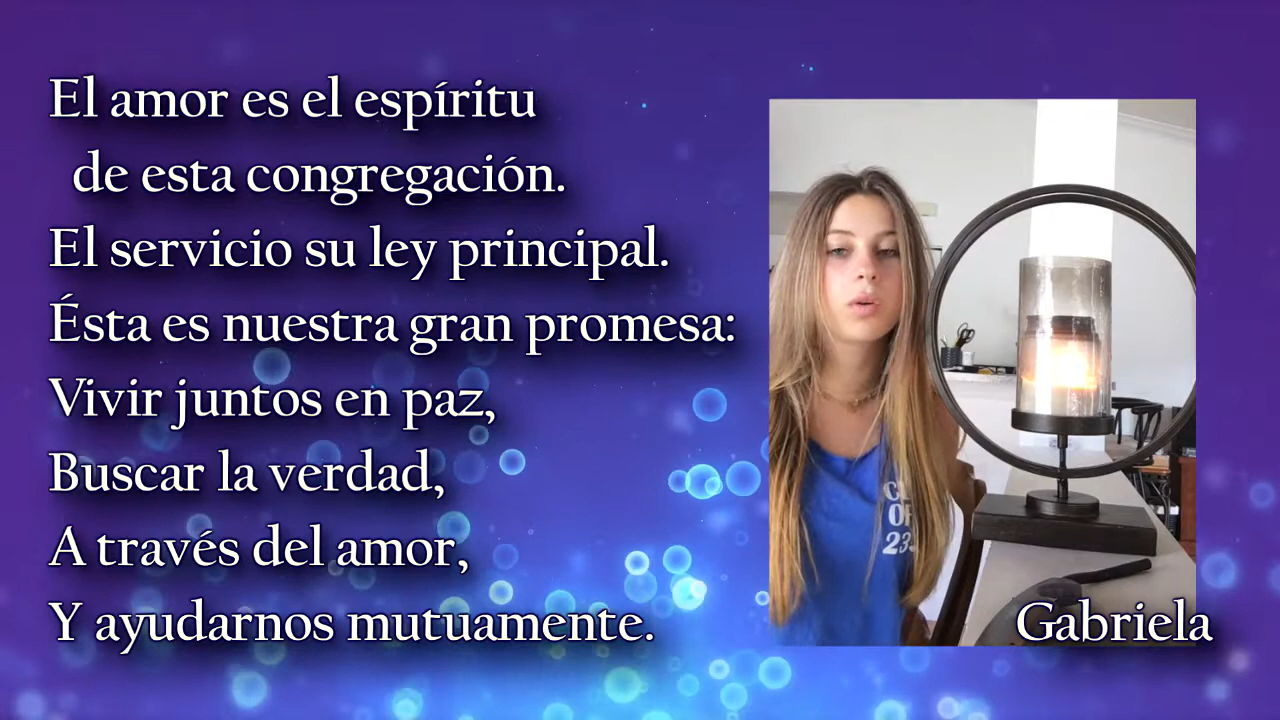 El amor es el espíritu
de esta congregación.
El servicio su ley principal.
Ésta es nuestra gran promesa:
Vivir juntos en paz,
Buscar la verdad,
A través del amor,
Y ayudarnos mutuamente.
23
Gabriela